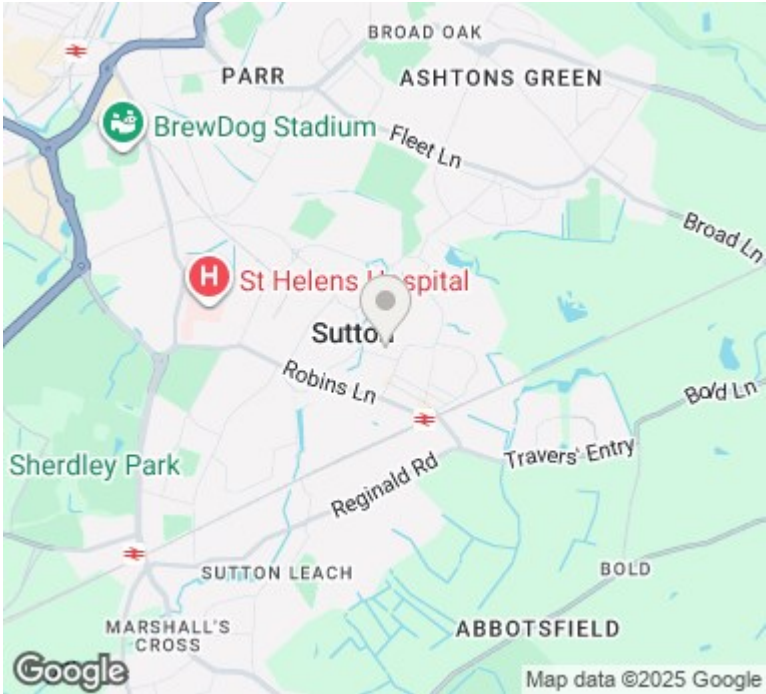 BROAD OAK
PARR
ASHTONS GREEN
BrewDog Stadium
Fleet Ln
Broad Ln
H
St Helens Hospital
Sutton
Robins Ln
Bold Ln
Travers' Entry
Sherdley Park
Reginald Rd
SUTTON LEACH
BOLD
MARSHALL'S
CROSS
ABBOTSFIELD
Google
Map data ©2025 Google